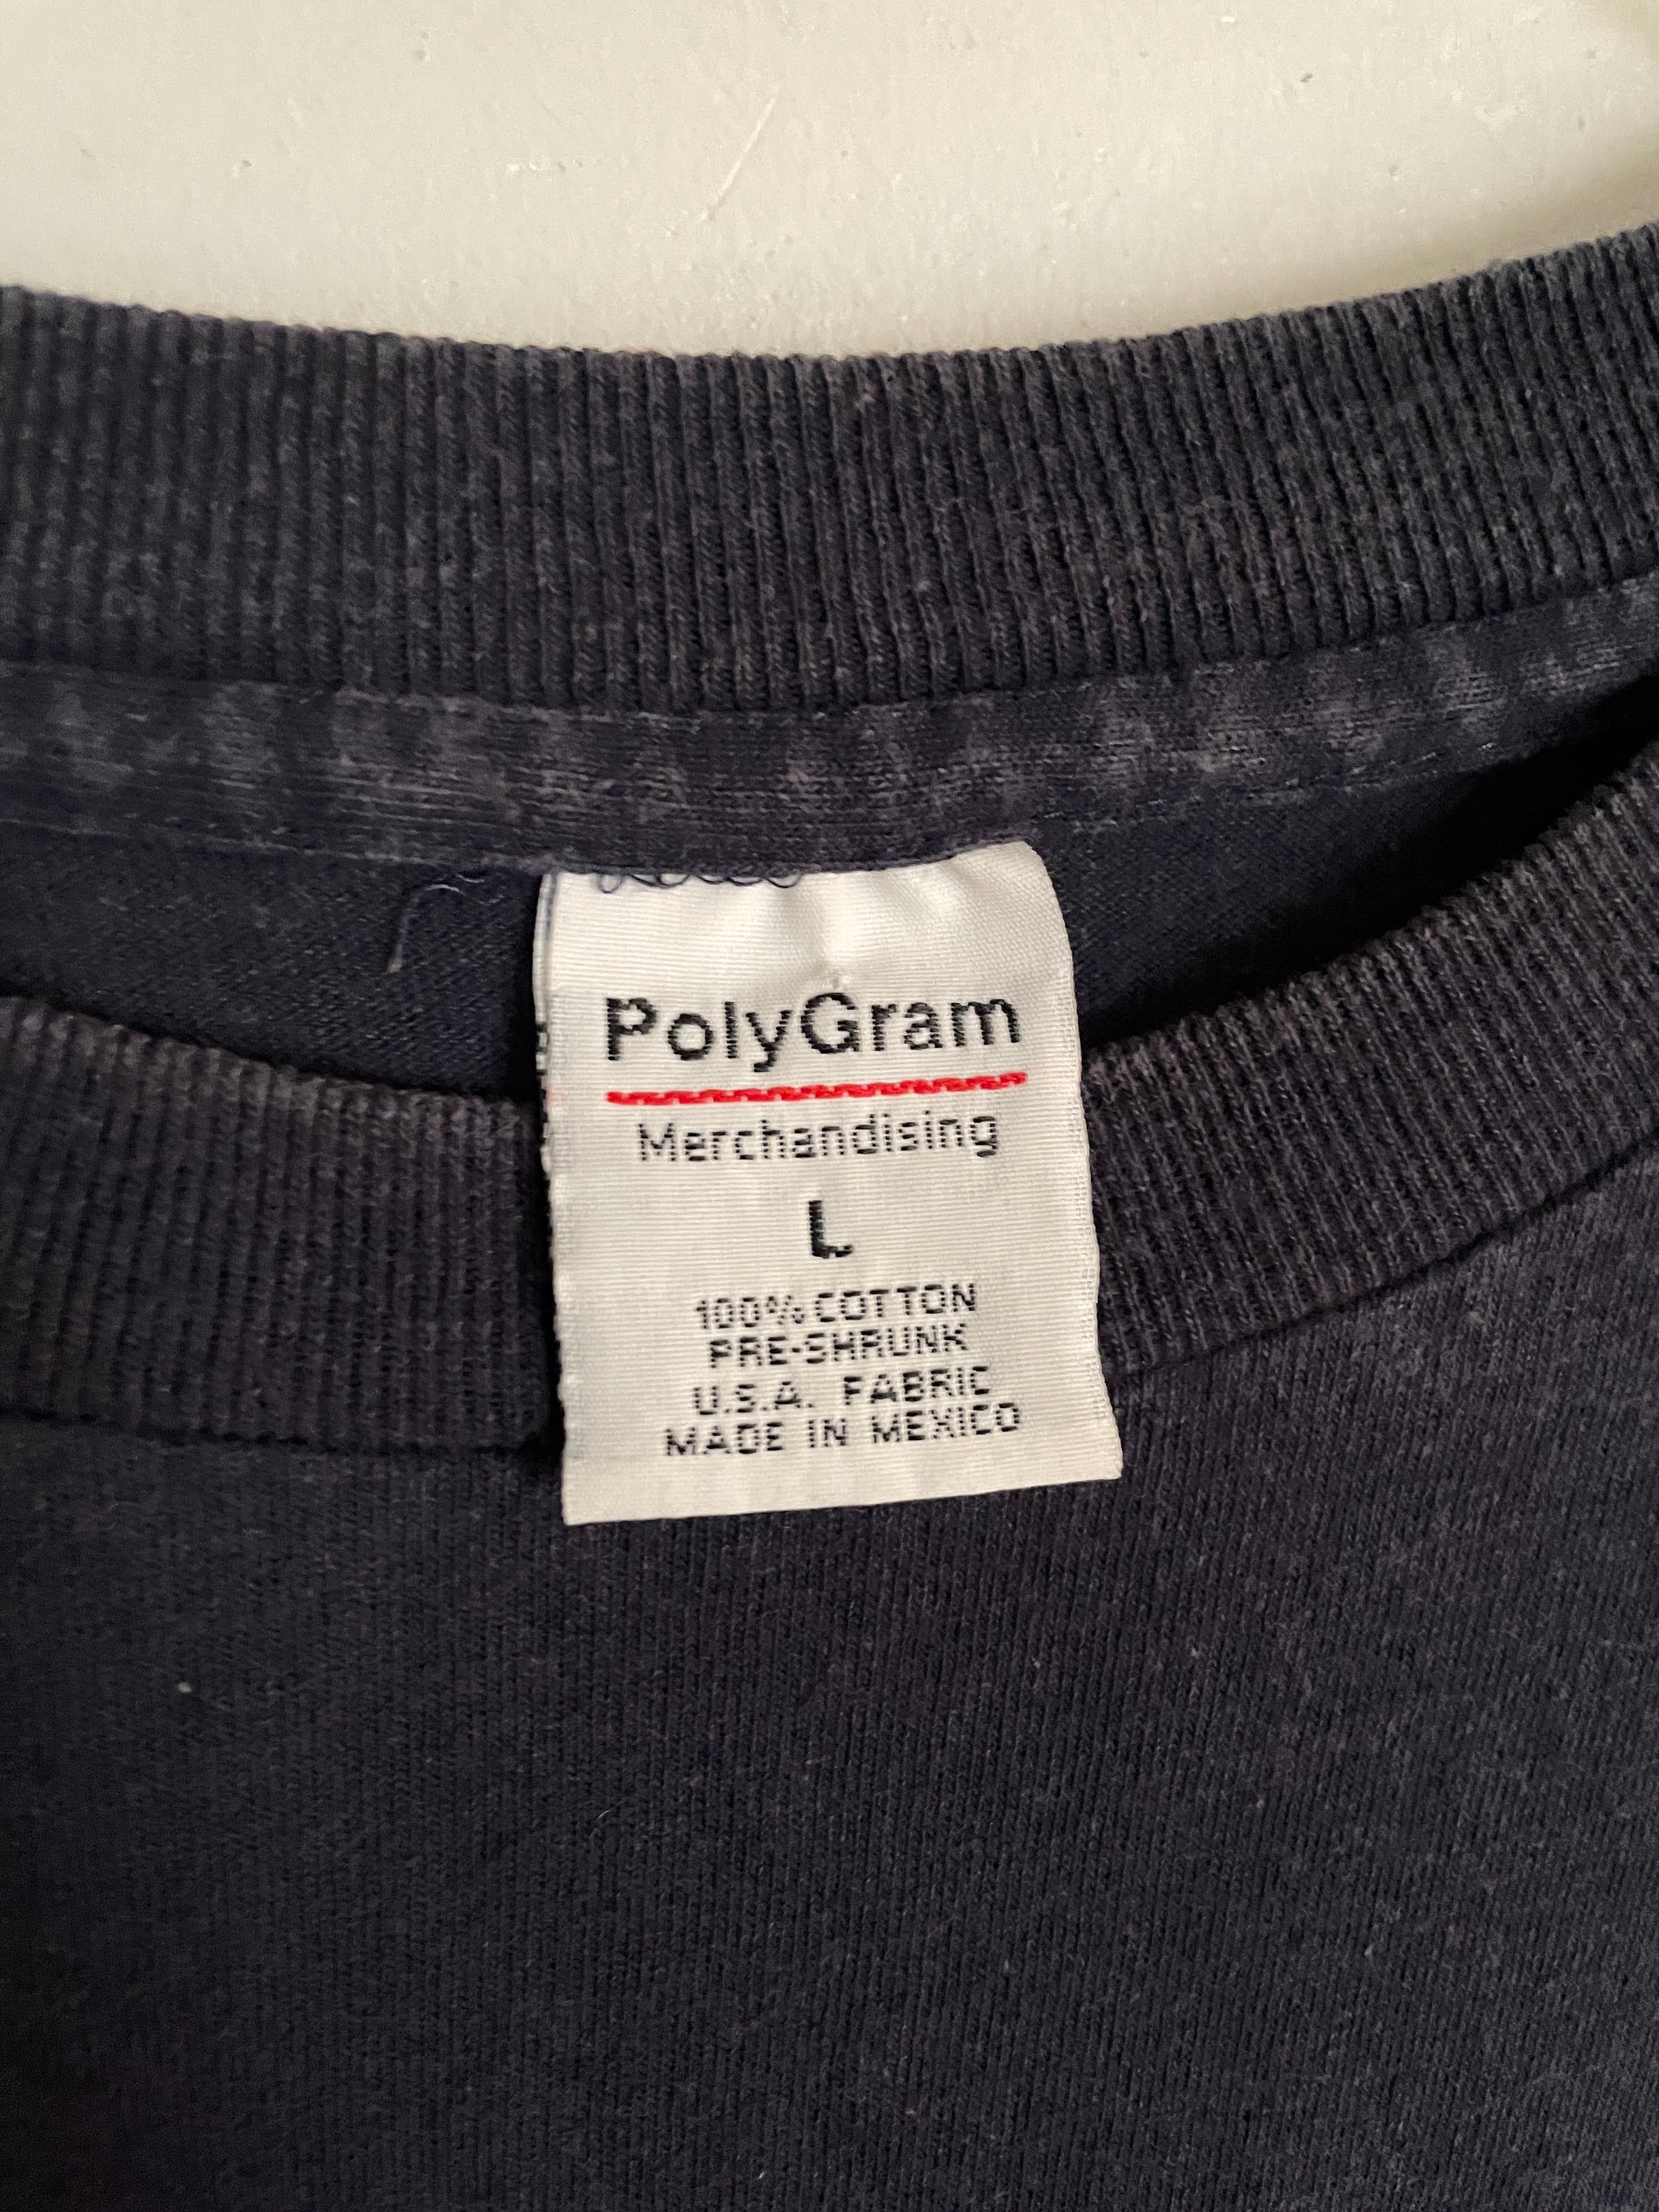 PolyGram
Merchandising
L
100% COTTON
PRE-SHRUNK
U.S.A. FABRIC
MADE IN MEXICO